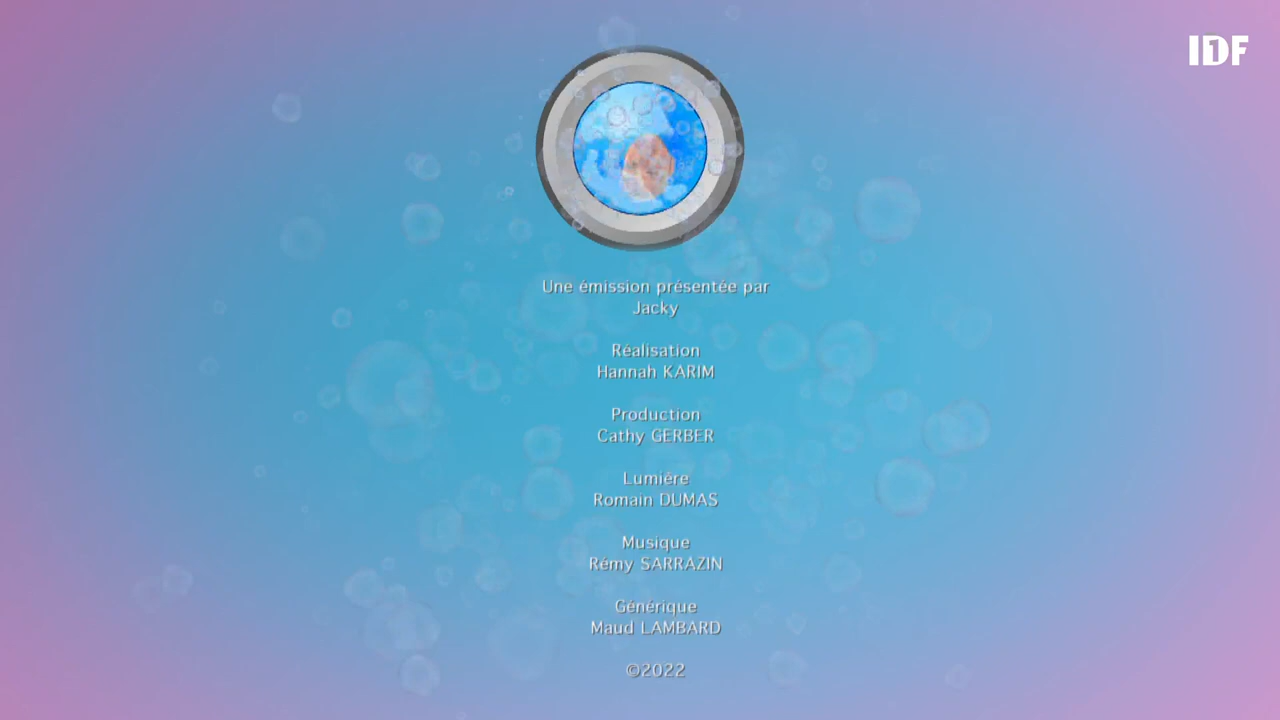 IDF1
Une émission présentée par
Jacky
Réalisation
Hannah KARIM
Production
Cathy GERBER
Lumière
Romain DUMAS
Musique
Rémy SARRAZIN
Générique
Maud LAMBARD
©2022